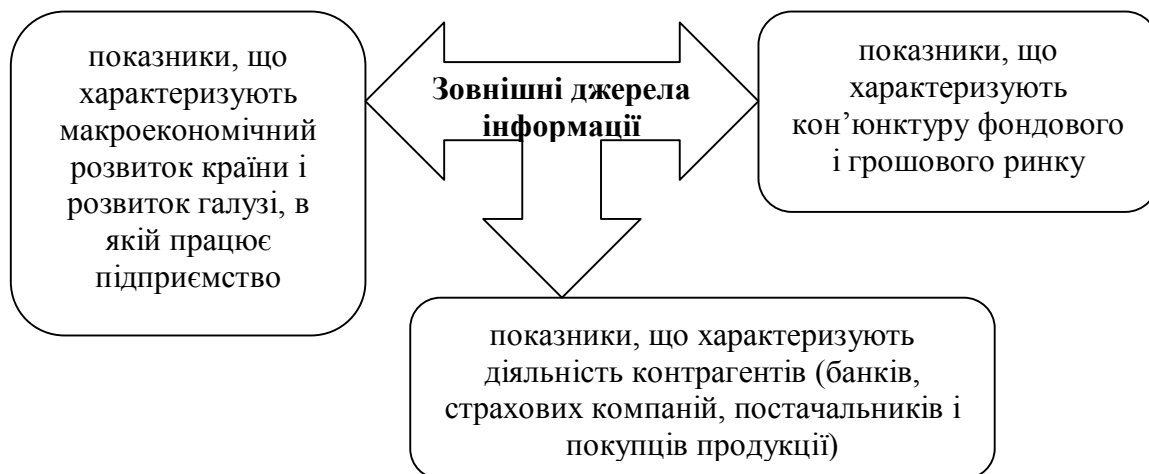 показники, що
характеризують
макроекономічний
розвиток країни і
розвиток галузі, в
якій працює
підприємство
Зовнішні джерела
інформації
показники, що
характеризують
кон’юнктуру фондового
і грошового ринку
показники, що характеризують
діяльність контрагентів (банків,
страхових компаній, постачальників і
покупців продукції)